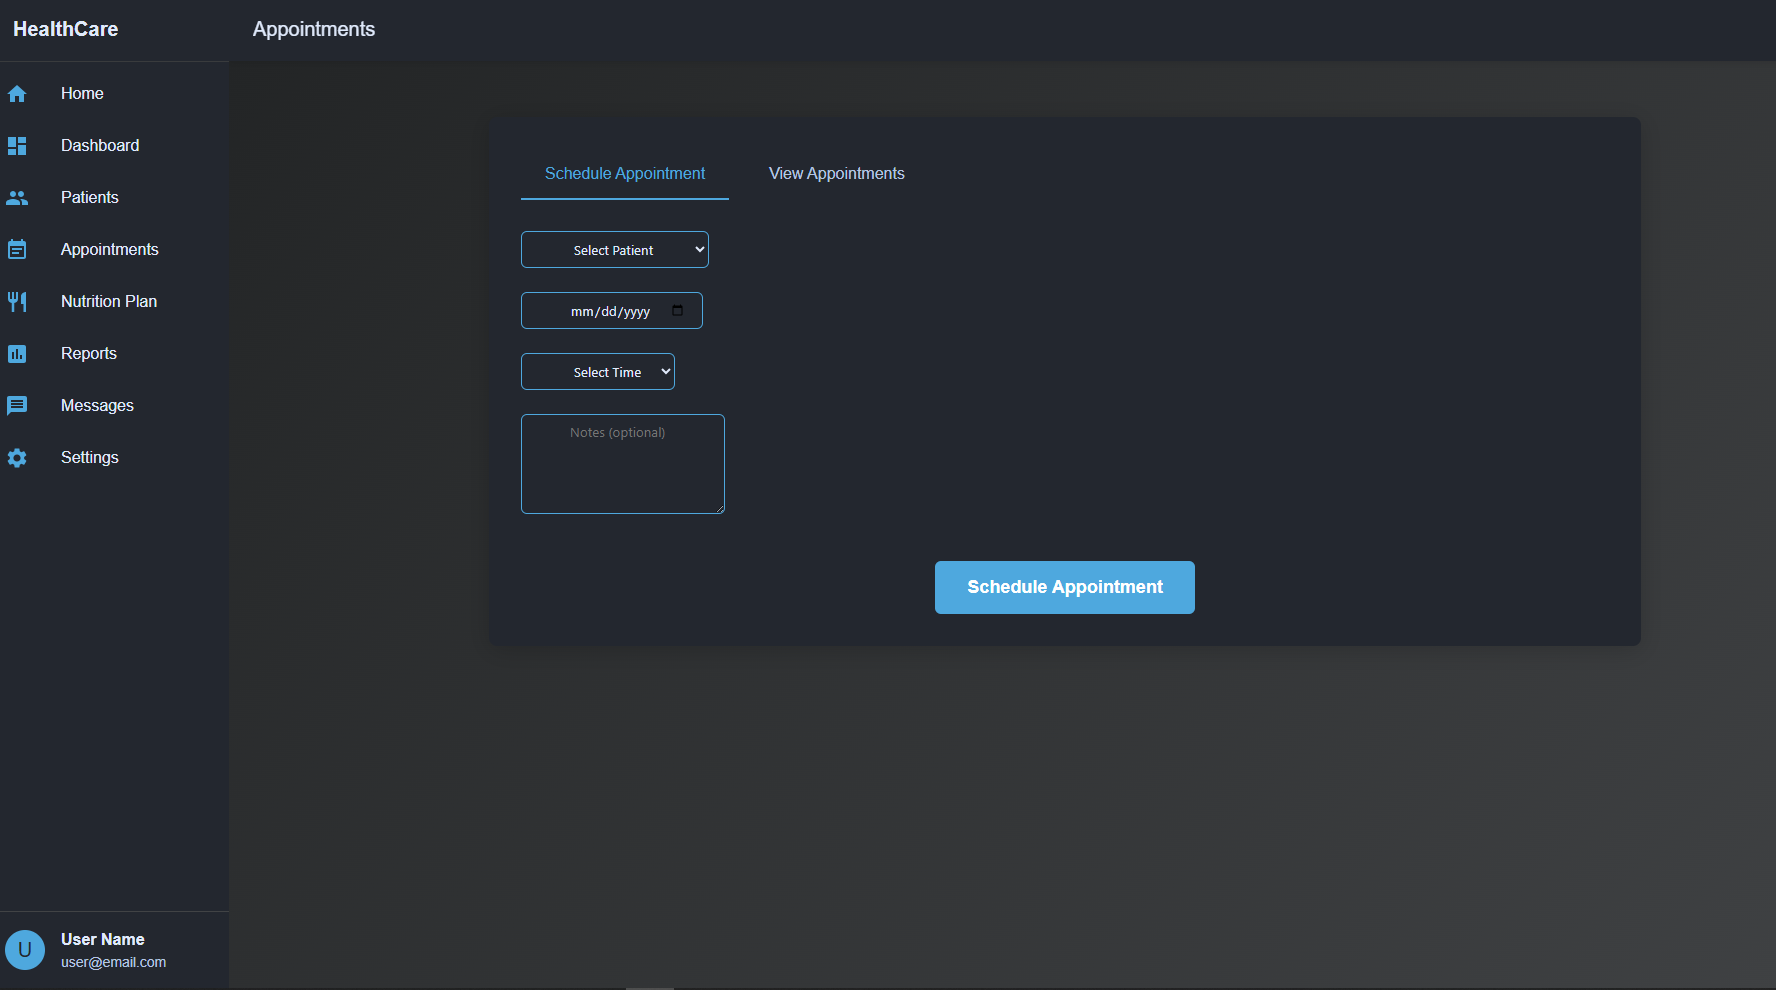 HealthCare
Appointments
Home
Dashboard
Patients
Appointments
Nutrition Plan
Reports
Messages
Settings
Schedule Appointment
View Appointments
Select Patient
mm/dd/yyyy
Select Time
Notes (optional)
Schedule Appointment
U
User Name
user@email.com